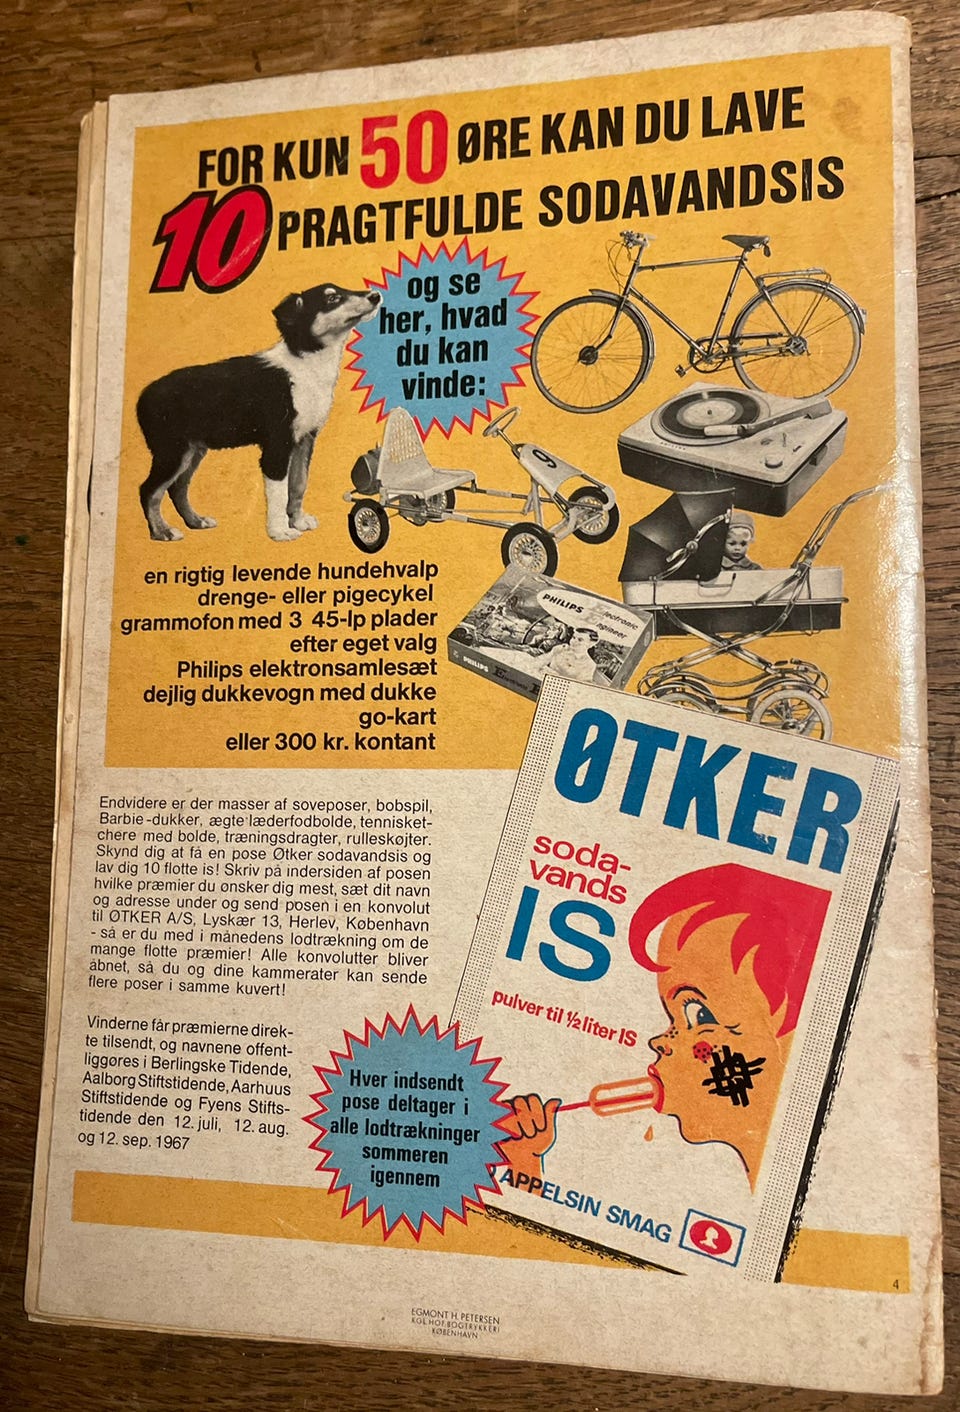 FOR KUN 50 ØRE KAN DU LAVE
10 PRAGTFULDE SODAVANDSIS
og se
her, hvad
du kan
vinde:
9
PHILIPS Electronic
Engineer
PHILIPS
en rigtig levende hundehvalp
drenge- eller pigecykel
grammofon med 3 45-lp plader
efter eget valg
Philips elektronsamlesæt
dejlig dukkevogn med dukke
go-kart
eller 300 kr. kontant
Endvidere er der masser af soveposer, bobspil,
Barbie-dukker, ægte læderfodbolde, tennisket-
chere med bolde, træningsdragter, rulleskøjter.
Skynd dig at få en pose Øtker sodavandsis og
lav dig 10 flotte is! Skriv på indersiden af posen
hvilke præmier du ønsker dig mest, sæt dit navn
og adresse under og send posen i en konvolut
til ØTKER A/S, Lyskær 13, Herlev, København
- så er du med i månedens lodtrækning om de
mange flotte præmier! Alle konvolutter bliver
åbnet, så du og dine kammerater kan sende
flere poser i samme kuvert!
Vinderne får præmierne direk-
te tilsendt, og navnene offent-
liggøres i Berlingske Tidende,
Aalborg Stiftstidende, Aarhuus
Stiftstidende og Fyens Stifts-
tidende den 12. juli, 12. aug.
og 12. sep. 1967
Hver indsendt
pose deltager i
alle lodtrækninger
sommeren
igennem
ØTKER
soda-
vands
IS
pulver til ½ liter IS
APPELSIN SMAG
4
EGMONT H. PETERSEN
KGL. HOF-BOGTRYKKERI
KØBENHAVN